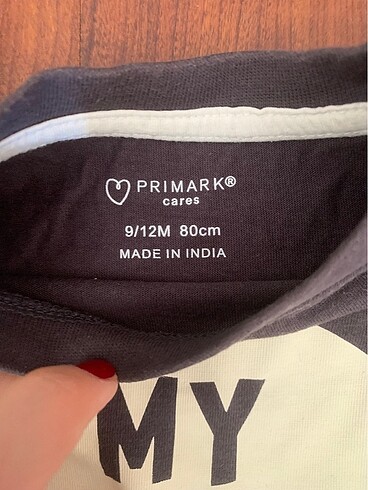 PRIMARK®
cares
9/12M 80cm
MADE IN INDIA
MY